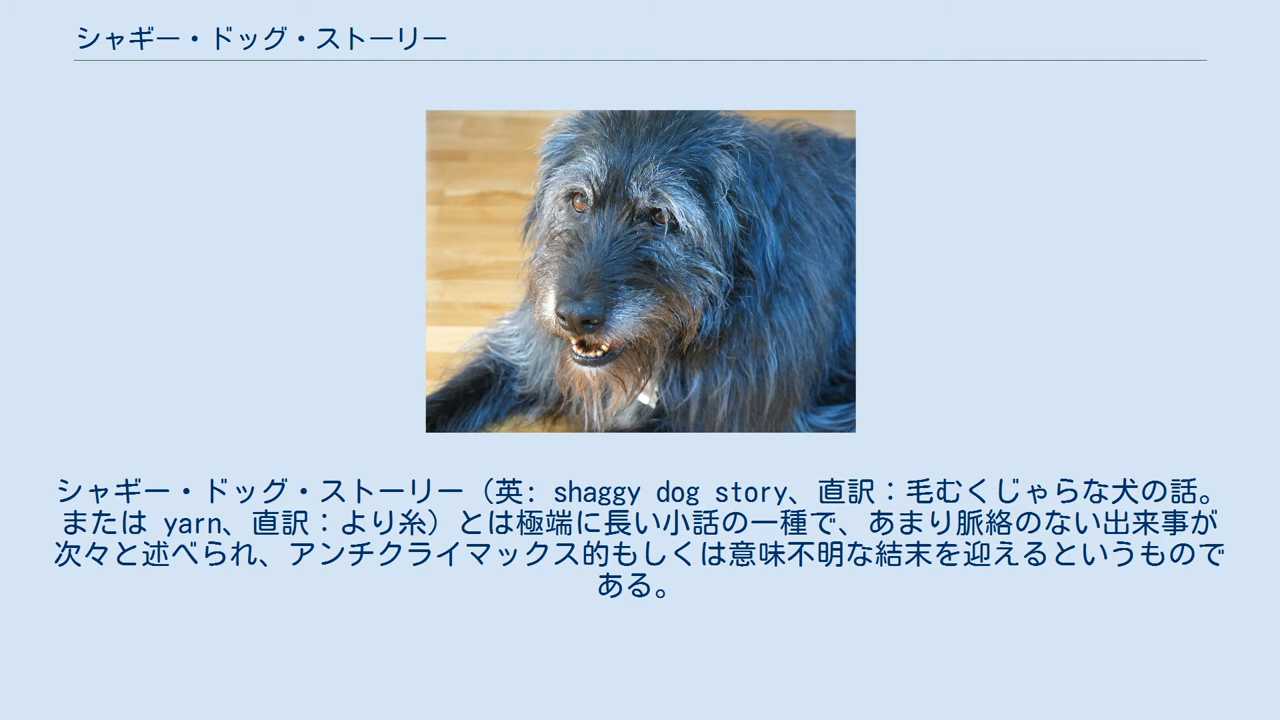 シャギー・ドッグ・ストーリー
シャギー・ドッグ・ストーリー（英: shaggy dog story、直訳：毛むくじゃらな犬の話。
または yarn、直訳：より糸）とは極端に長い小話の一種で、あまり脈絡のない出来事が
次々と述べられ、アンチクライマックス的もしくは意味不明な結末を迎えるというもので
ある。